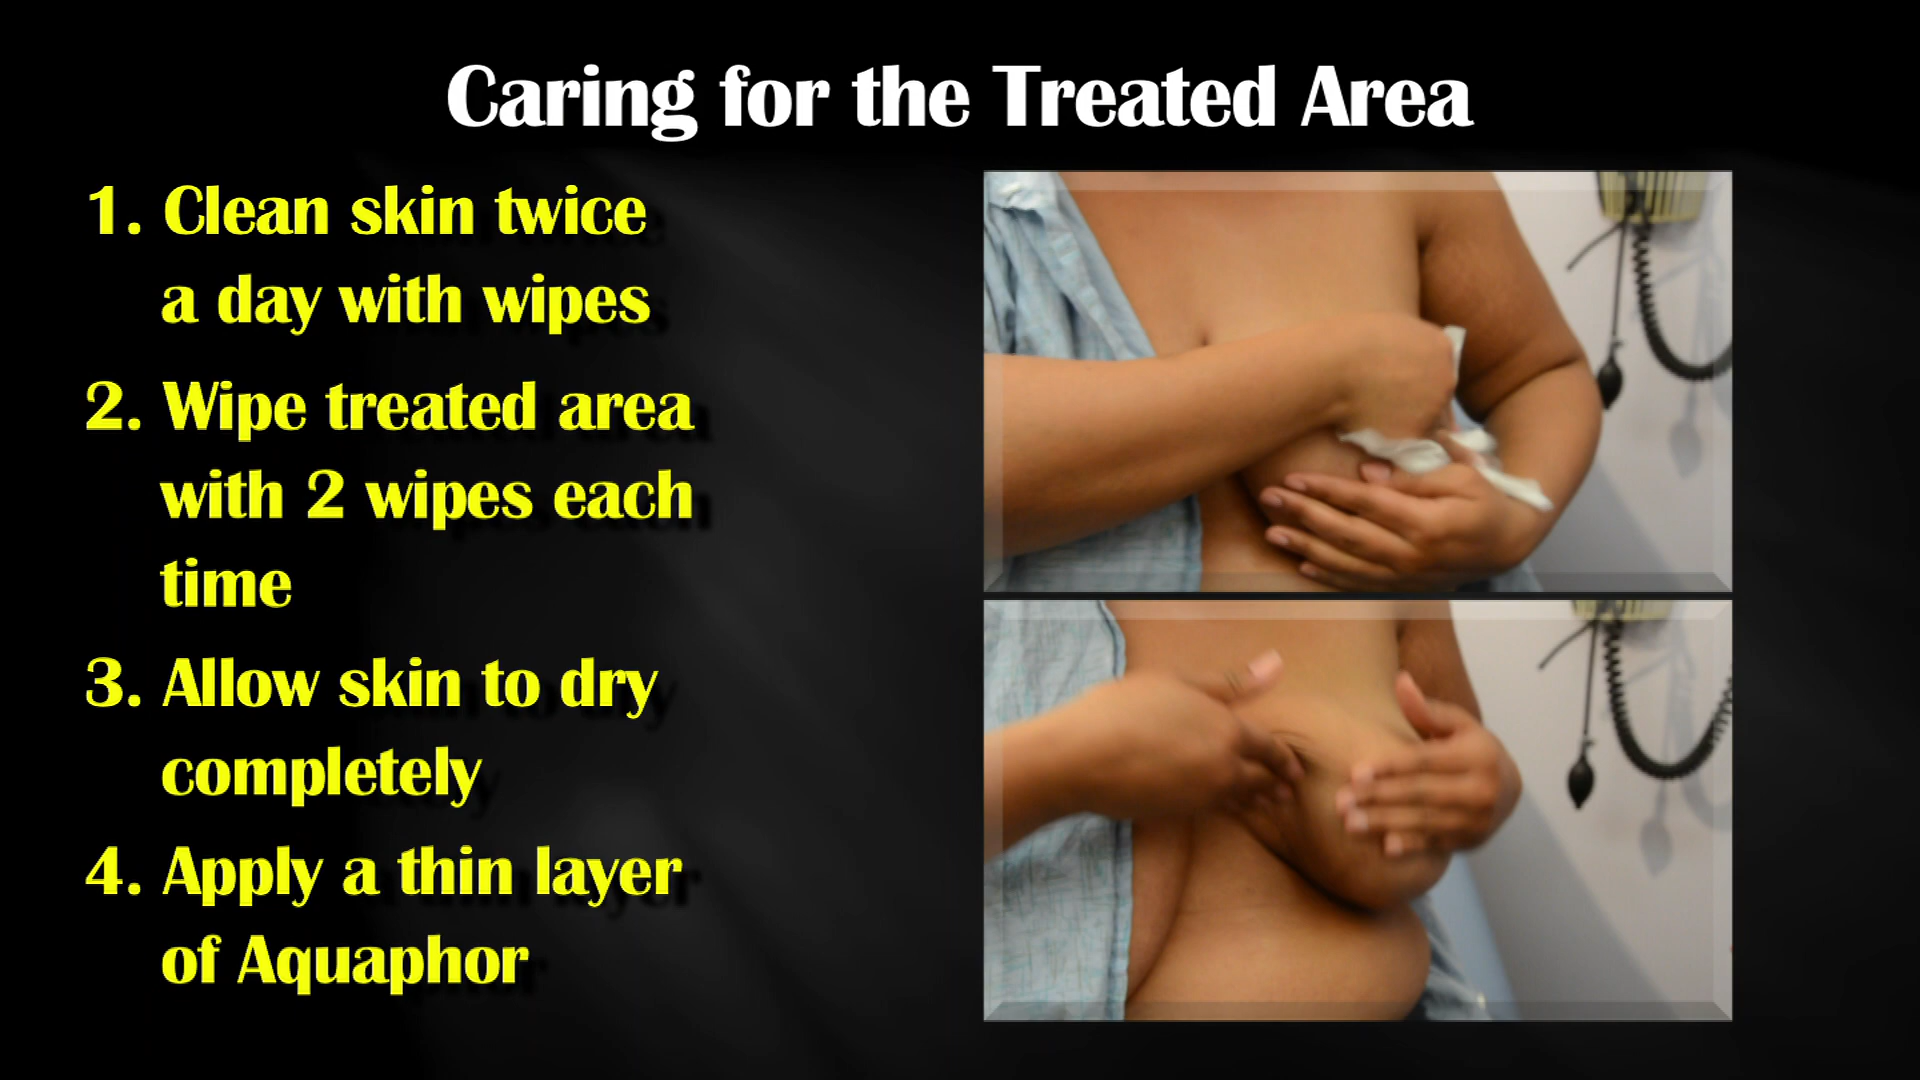 Caring for the Treated Area
1. Clean skin twice
a day with wipes
2. Wipe treated area
with 2 wipes each
time
3. Allow skin to dry
completely
4. Apply a thin layer
of Aquaphor